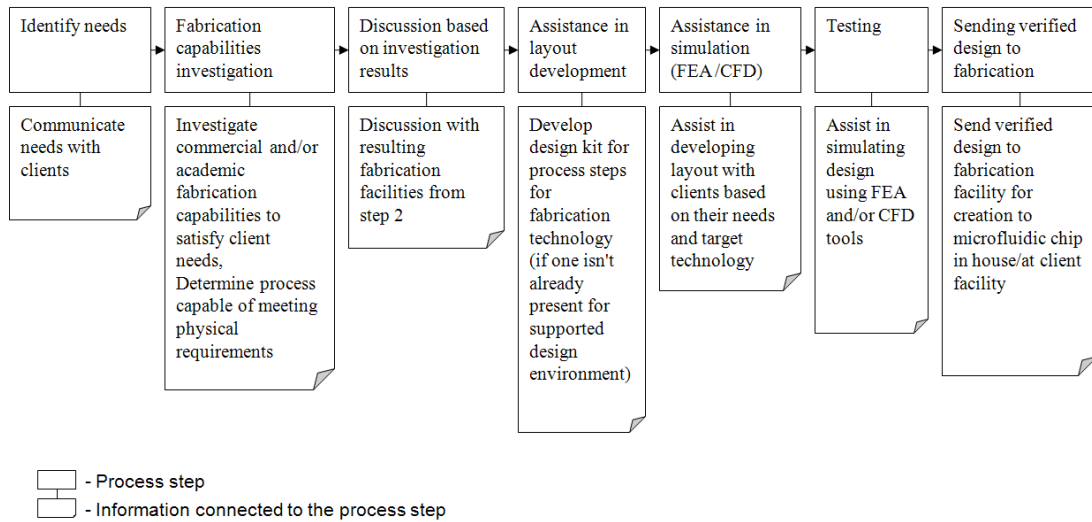 Identify needs
Fabrication
capabilities
investigation
Discussion based
on investigation
results
Assistance in
layout
development
Assistance in
simulation
(FEA/CFD)
Testing
Sending verified
design to
fabrication
Communicate
needs with
clients
Investigate
commercial and/or
academic
fabrication
capabilities to
satisfy client
needs,
Determine process
capable of meeting
physical
requirements
Discussion with
resulting
fabrication
facilities from
step 2
Develop
design kit for
process steps
for
fabrication
technology
(if one isn't
already
present for
supported
design
environment)
Assist in
developing
layout with
clients based
on their needs
and target
technology
Assist in
simulating
design
using FEA
and/or CFD
tools
Send verified
design to
fabrication
facility for
creation to
microfluidic chip
in house/at client
facility
- Process step
- Information connected to the process step